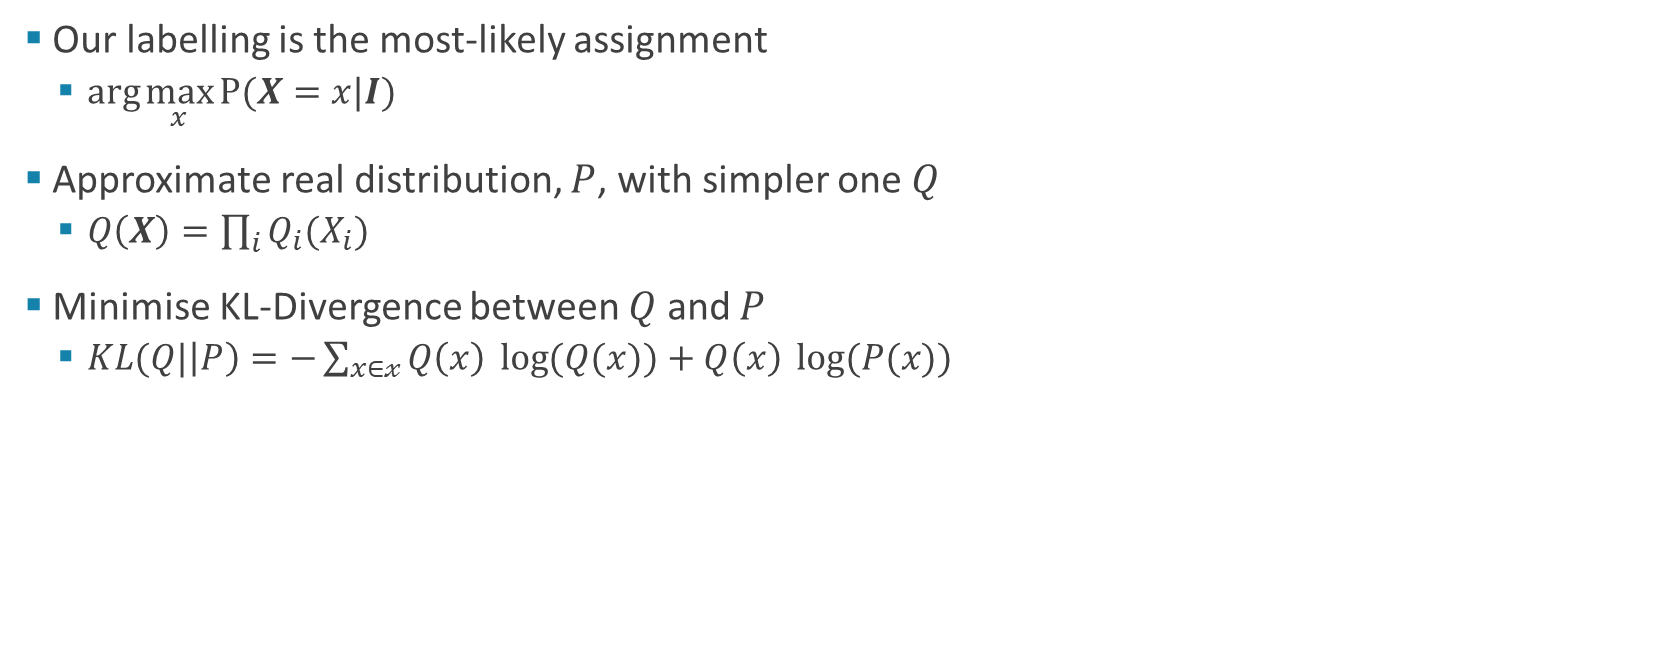 ▪ Our labelling is the most-likely assignment
▪ arg max P(𝑿 = 𝑥|𝑰)
𝑥
▪ Approximate real distribution, 𝑃, with simpler one 𝑄
▪ 𝑄(𝑿) = ∏ᵢ 𝑄ᵢ(𝑋ᵢ)
▪ Minimise KL-Divergence between 𝑄 and 𝑃
▪ 𝐾𝐿(𝑄||𝑃) = −∑𝑥∈𝑥 𝑄(𝑥) log(𝑄(𝑥)) + 𝑄(𝑥) log(𝑃(𝑥))